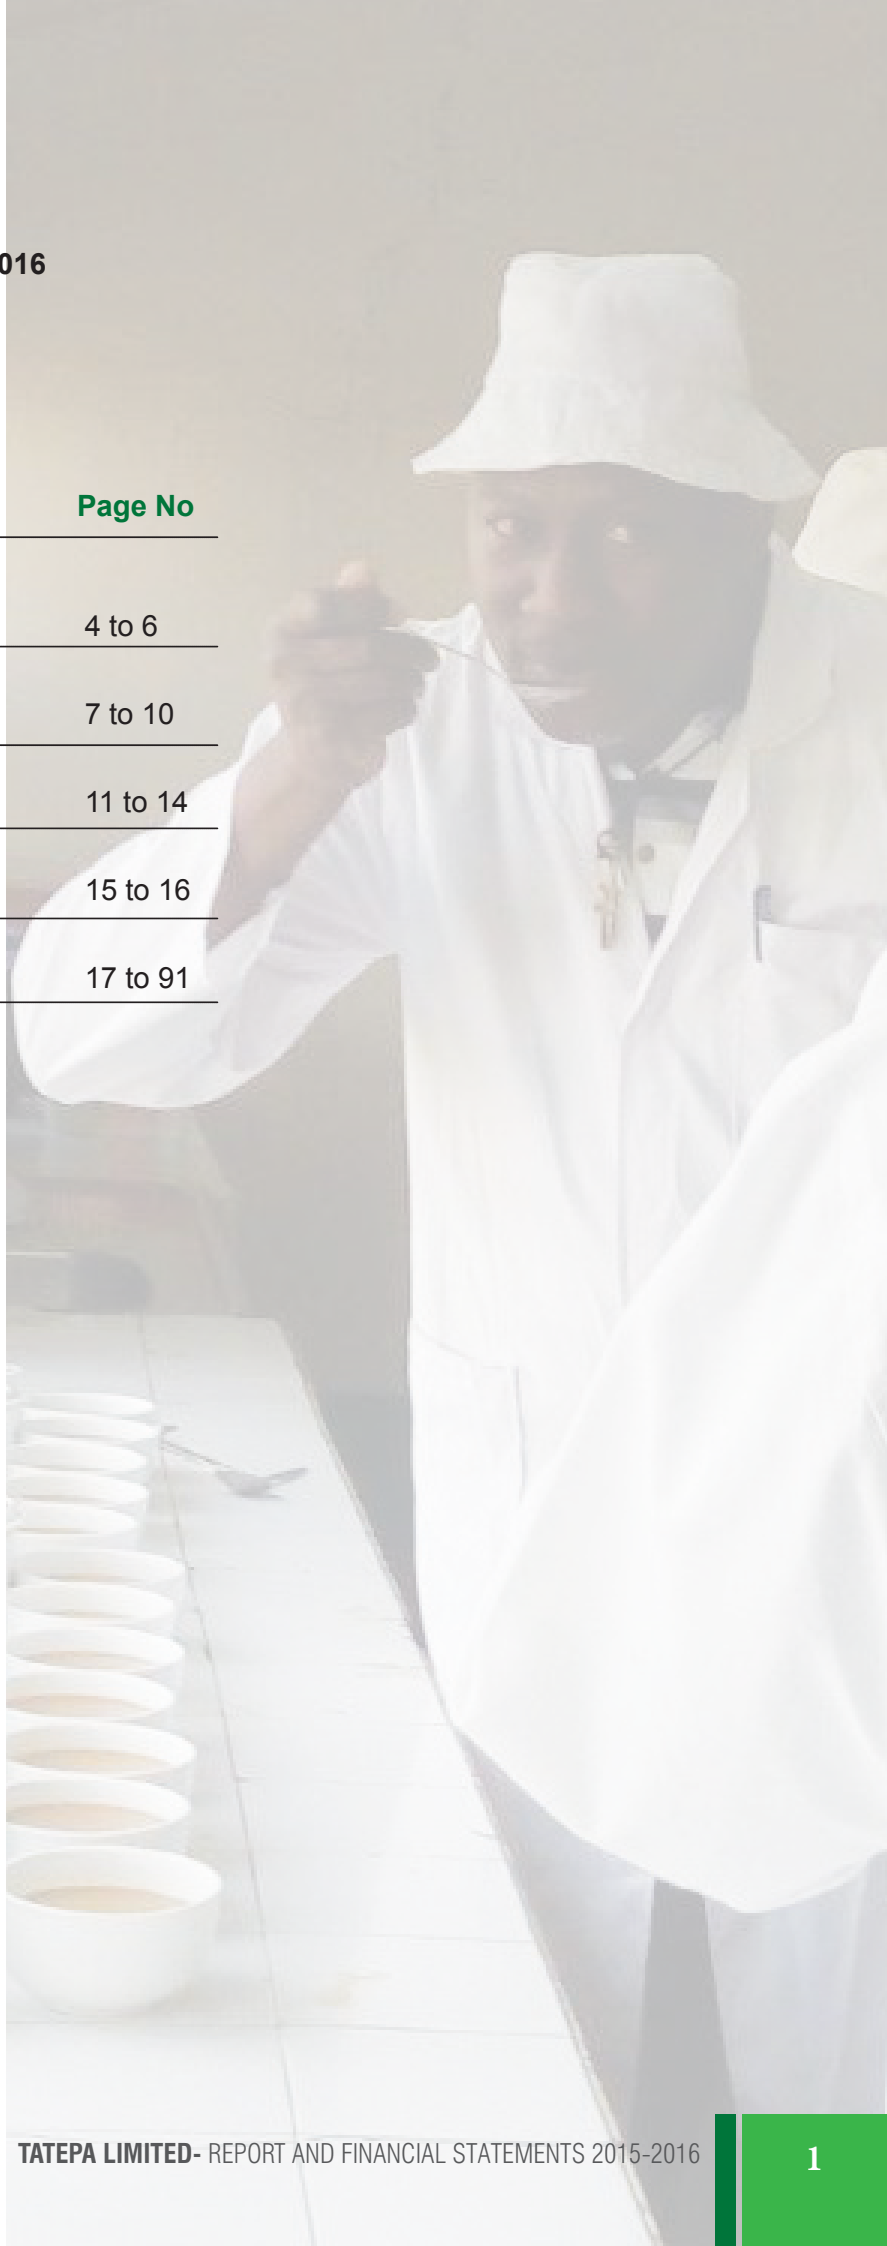 016
Page No
4 to 6
7 to 10
11 to 14
15 to 16
17 to 91
TATEPA LIMITED- REPORT AND FINANCIAL STATEMENTS 2015-2016
1